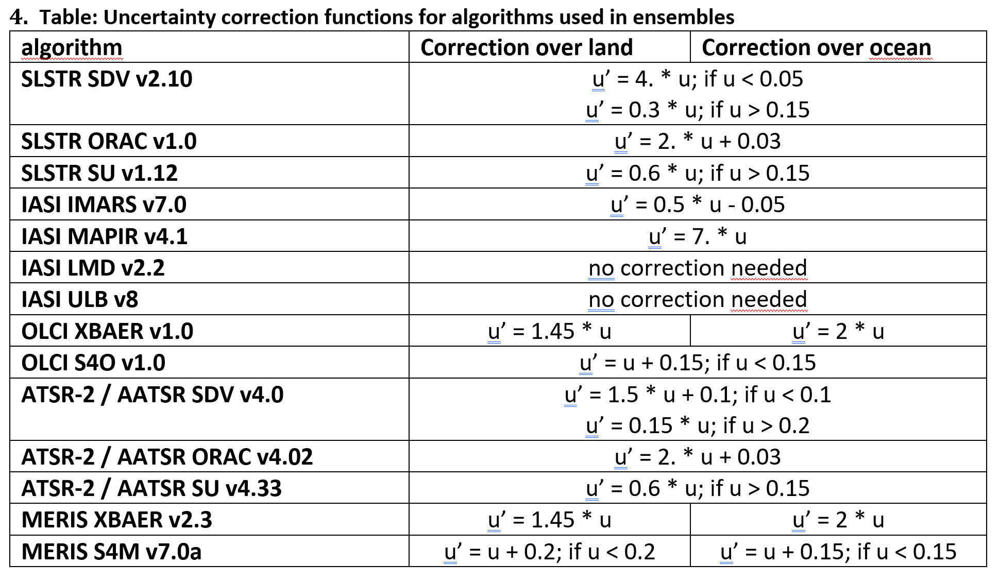 4. Table: Uncertainty correction functions for algorithms used in ensembles
algorithm Correction over land Correction over ocean
SLSTR SDV v2.10 u’ = 4. * u; if u < 0.05
u’ = 0.3 * u; if u > 0.15
SLSTR ORAC v1.0 u’ = 2. * u + 0.03
SLSTR SU v1.12 u’ = 0.6 * u; if u > 0.15
IASI IMARS v7.0 u’ = 0.5 * u - 0.05
IASI MAPIR v4.1 u’ = 7. * u
IASI LMD v2.2 no correction needed
IASI ULB v8 no correction needed
OLCI XBAER v1.0 u’ = 1.45 * u u’ = 2 * u
OLCI S4O v1.0 u’ = u + 0.15; if u < 0.15
ATSR-2 / AATSR SDV v4.0 u’ = 1.5 * u + 0.1; if u < 0.1
u’ = 0.15 * u; if u > 0.2
ATSR-2 / AATSR ORAC v4.02 u’ = 2. * u + 0.03
ATSR-2 / AATSR SU v4.33 u’ = 0.6 * u; if u > 0.15
MERIS XBAER v2.3 u’ = 1.45 * u u’ = 2 * u
MERIS S4M v7.0a u’ = u + 0.2; if u < 0.2 u’ = u + 0.15; if u < 0.15